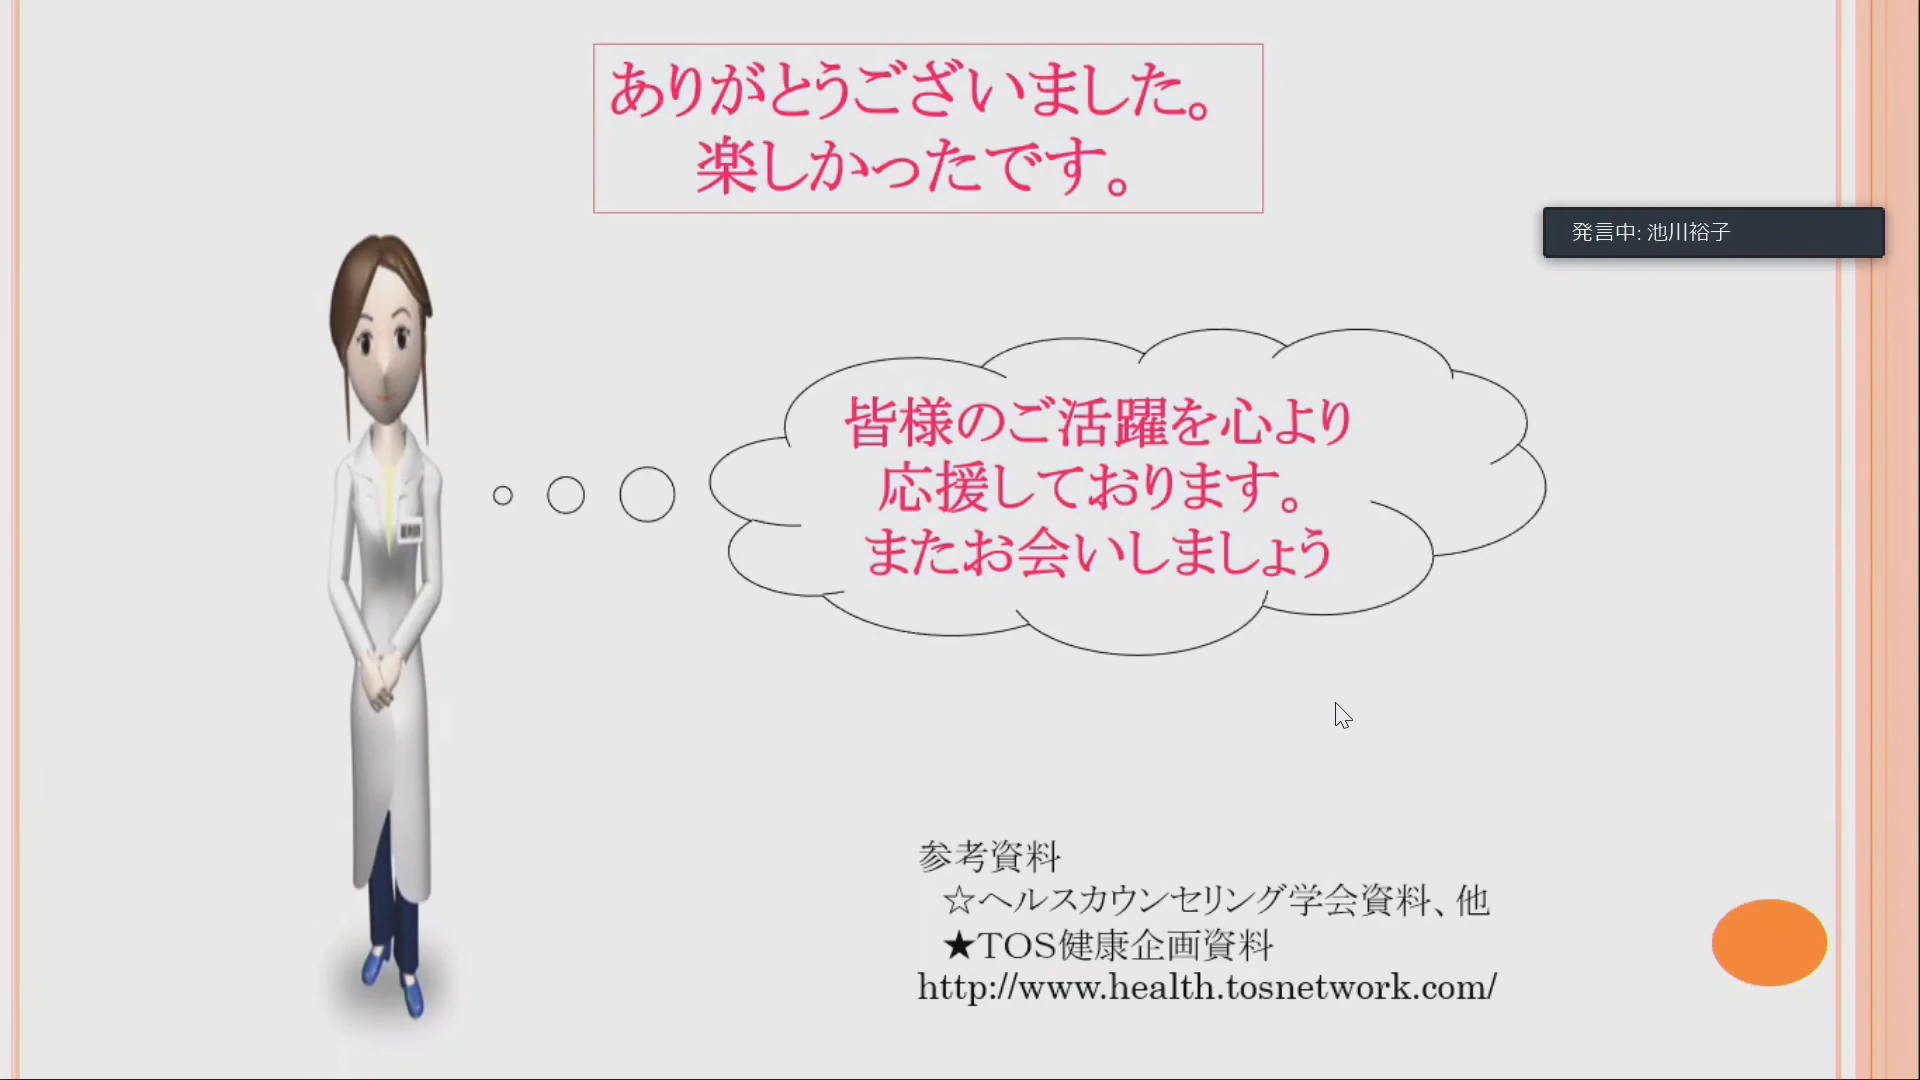 ありがとうございました。
楽しかったです。
発言中: 池川裕子
皆様のご活躍を心より
応援しております。
またお会いしましょう
参考資料
☆ヘルスカウンセリング学会資料、他
★TOS健康企画資料
http://www.health.tosnetwork.com/